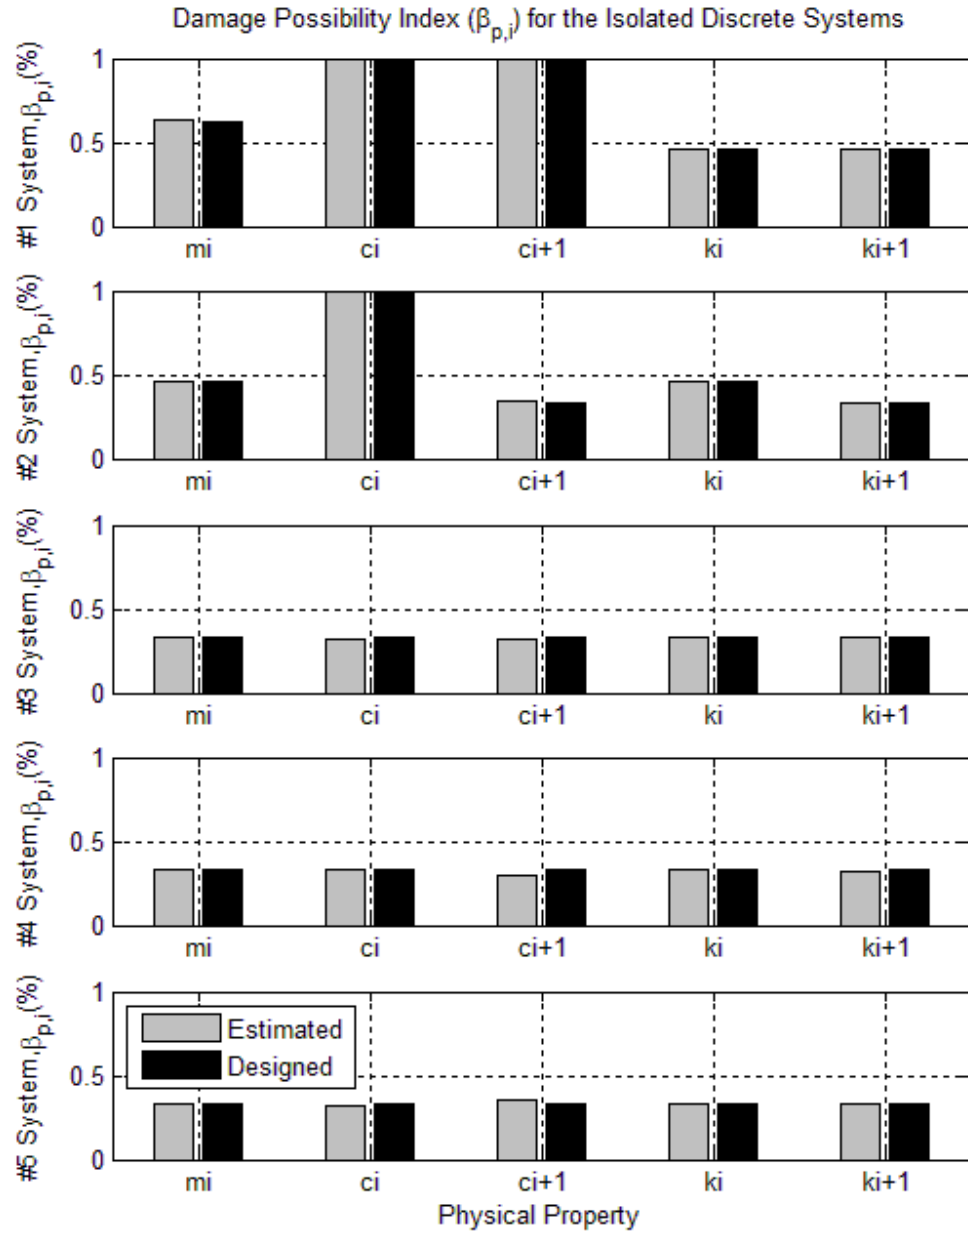 Damage Possibility Index (βp,i) for the Isolated Discrete Systems
#1 System,βp,i(%)
1
0.5
0
mi ci ci+1 ki ki+1
#2 System,βp,i(%)
1
0.5
0
mi ci ci+1 ki ki+1
#3 System,βp,i(%)
1
0.5
0
mi ci ci+1 ki ki+1
#4 System,βp,i(%)
1
0.5
0
mi ci ci+1 ki ki+1
#5 System,βp,i(%)
1
0.5
0
Estimated
Designed
mi ci ci+1 ki ki+1
Physical Property